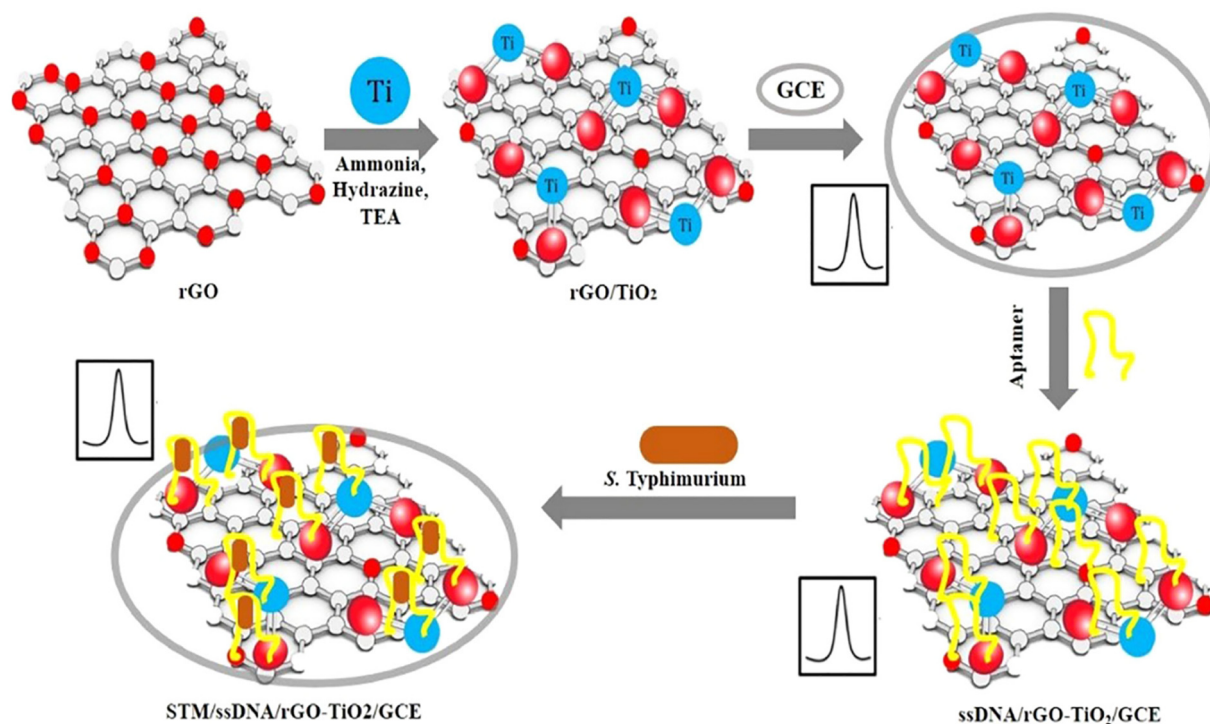 Ti
Ammonia,
Hydrazine,
TEA
rGO
Ti
Ti
Ti
Ti
rGO/TiO₂
GCE
Ti
Ti
Ti
Ti
Aptamer
S. Typhimurium
STM/ssDNA/rGO-TiO2/GCE
ssDNA/rGO-TiO₂/GCE